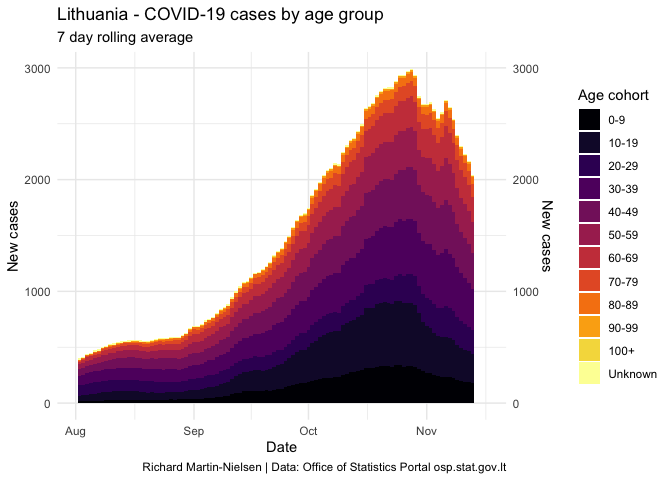 Lithuania - COVID-19 cases by age group
7 day rolling average
New cases
3000
2000
1000
0
3000
2000
1000
0
New cases
Aug
Sep
Oct
Nov
Date
Age cohort
0-9
10-19
20-29
30-39
40-49
50-59
60-69
70-79
80-89
90-99
100+
Unknown
Richard Martin-Nielsen | Data: Office of Statistics Portal osp.stat.gov.lt